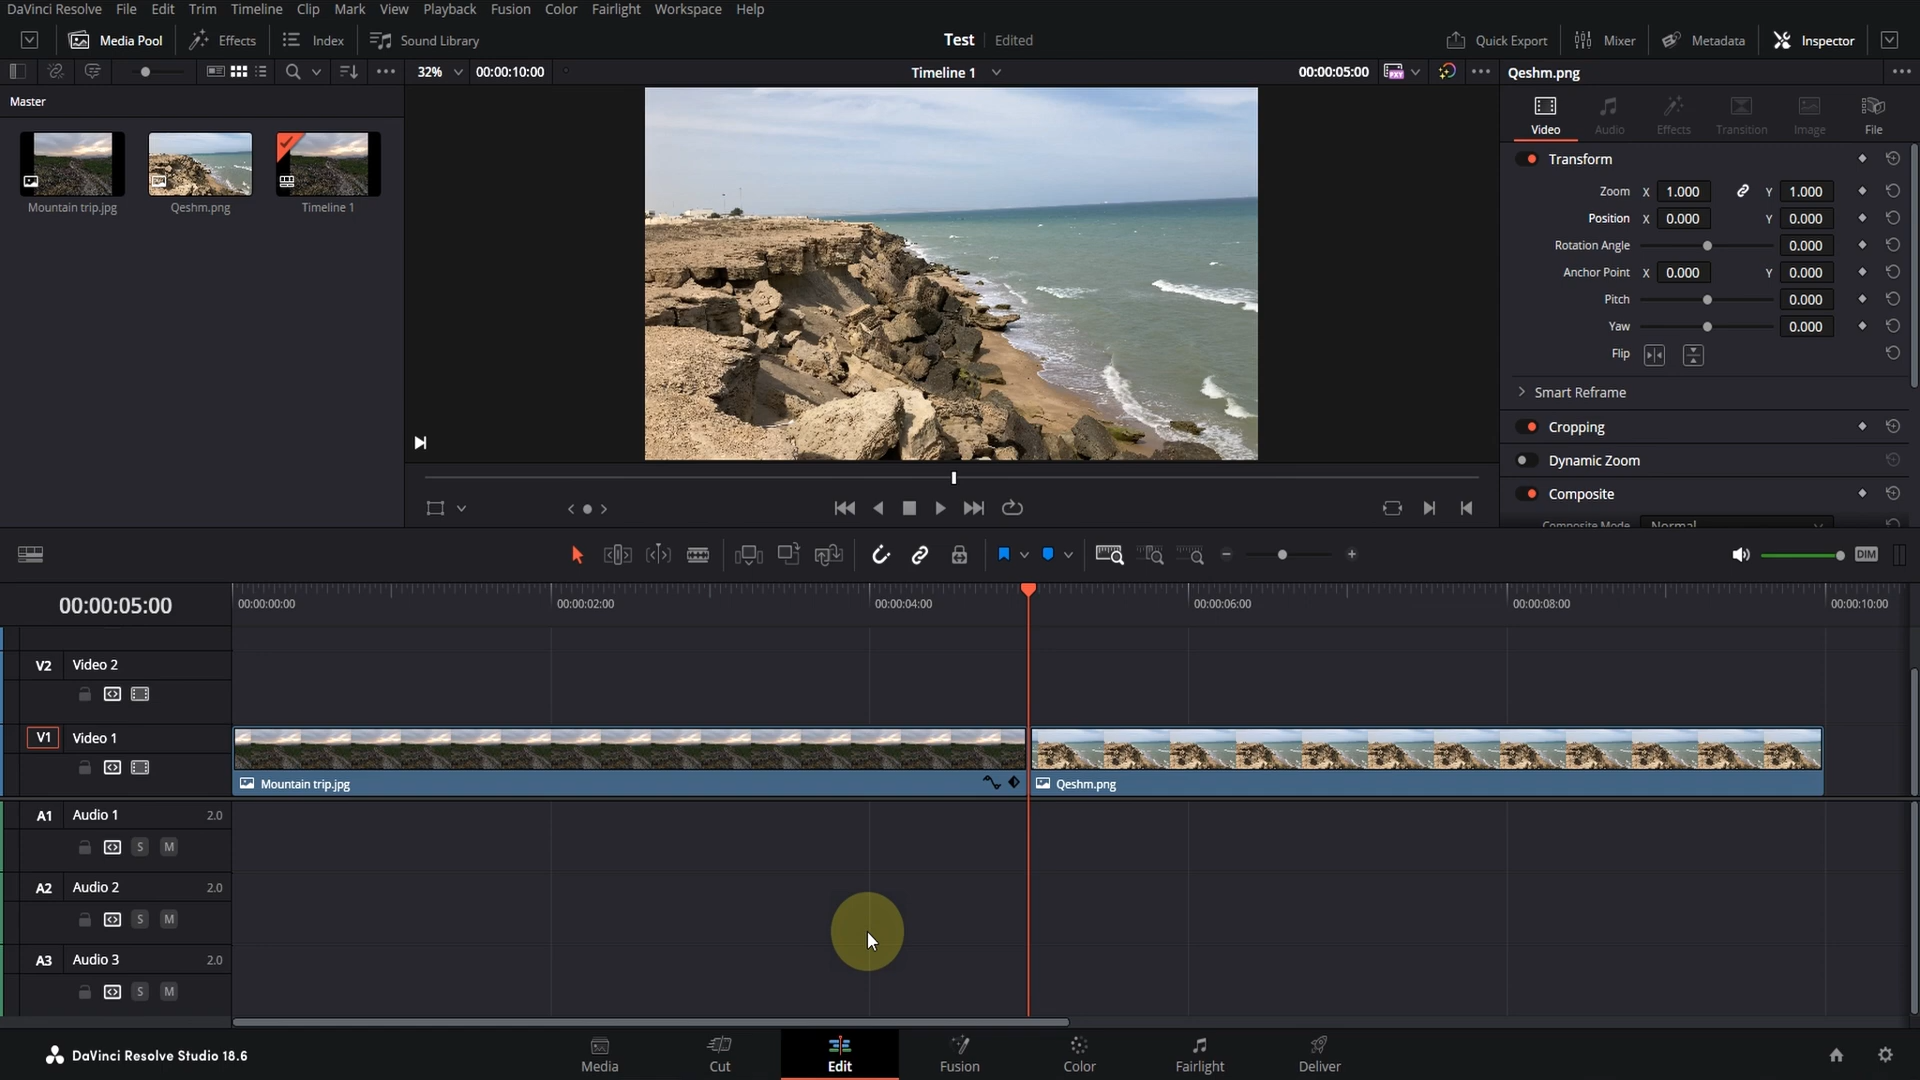 DaVinci Resolve File Edit Trim Timeline Clip Mark View Playback Fusion Color Fairlight Workspace Help
Media Pool Effects Index Sound Library Test Edited Quick Export Mixer Metadata Inspector
32% 00:00:10:00 Timeline 1 00:00:05:00 PXY Qeshm.png
Master
Mountain trip.jpg Qeshm.png Timeline 1
Video Audio Effects Transition Image File
Transform
Zoom X 1.000 Y 1.000
Position X 0.000 Y 0.000
Rotation Angle 0.000
Anchor Point X 0.000 Y 0.000
Pitch 0.000
Yaw 0.000
Flip
Smart Reframe
Cropping
Dynamic Zoom
Composite
Composite Mode Normal
DIM
00:00:05:00 00:00:00:00 00:00:02:00 00:00:04:00 00:00:06:00 00:00:08:00 00:00:10:00
V2 Video 2
V1 Video 1
Mountain trip.jpg Qeshm.png
A1 Audio 1 2.0
S M
A2 Audio 2 2.0
S M
A3 Audio 3 2.0
S M
DaVinci Resolve Studio 18.6
Media Cut Edit Fusion Color Fairlight Deliver